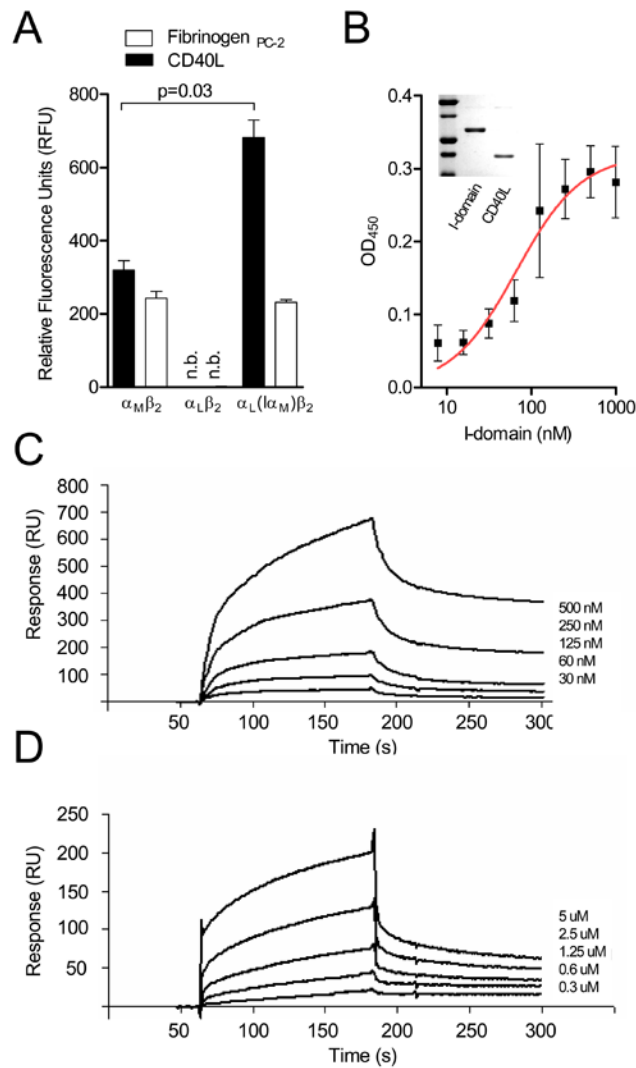 A
Fibrinogen PC-2
CD40L
p=0.03
Relative Fluorescence Units (RFU)
800
600
400
200
0
n.b.
n.b.
αMβ2
αLβ2
αL(IαM)β2
B
OD450
0.4
0.3
0.2
0.1
0.0
I-domain
CD40L
10
100
1000
I-domain (nM)
C
Response (RU)
800
700
600
500
400
300
200
100
50
100
150
200
250
300
Time (s)
500 nM
250 nM
125 nM
60 nM
30 nM
D
Response (RU)
250
200
150
100
50
50
100
150
200
250
300
Time (s)
5 uM
2.5 uM
1.25 uM
0.6 uM
0.3 uM